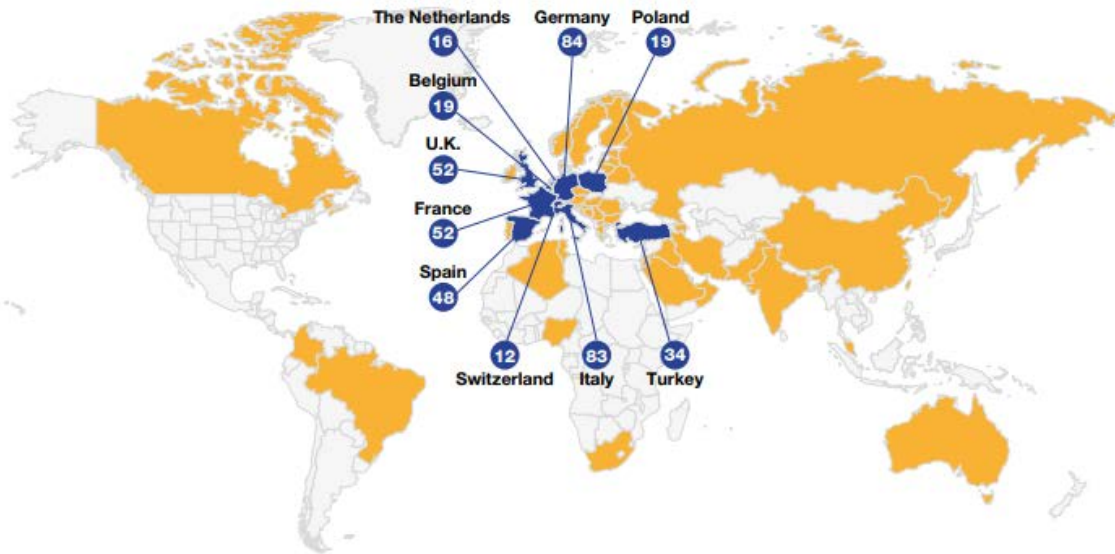 The Netherlands
16
Germany
84
Poland
19
Belgium
19
U.K.
52
France
52
Spain
48
12
Switzerland
83
Italy
34
Turkey